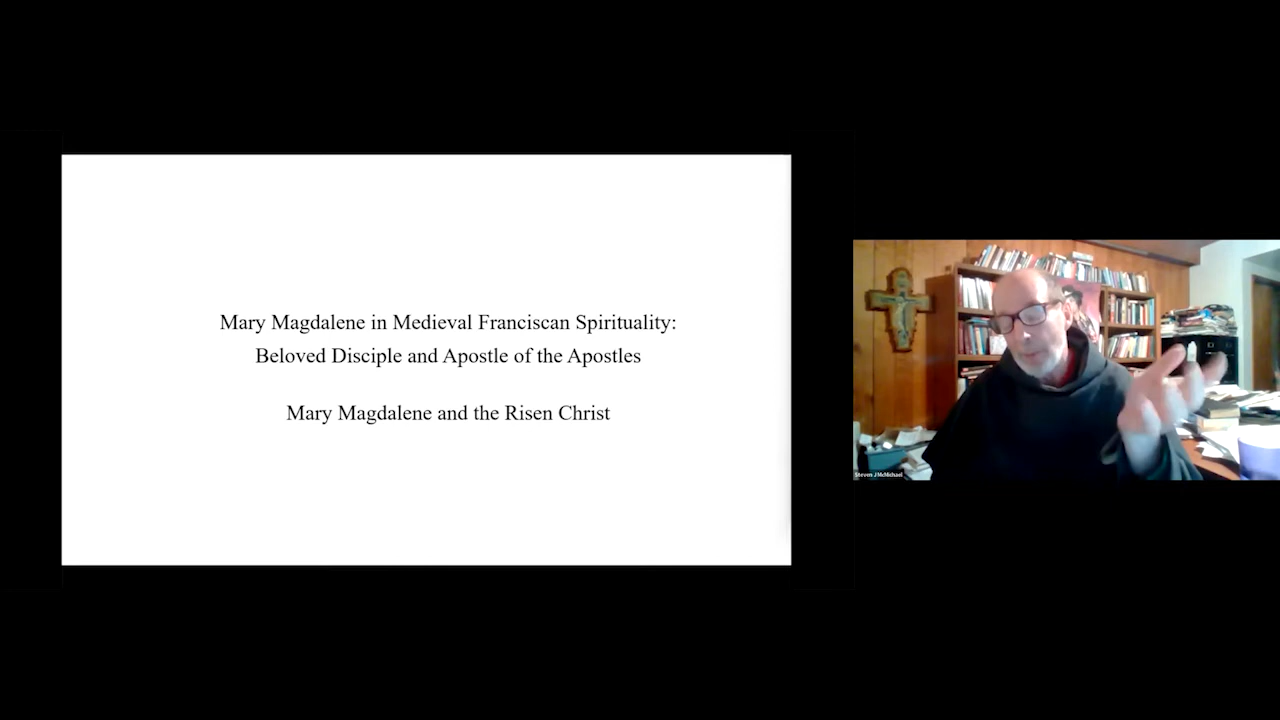 Mary Magdalene in Medieval Franciscan Spirituality:
Beloved Disciple and Apostle of the Apostles
Mary Magdalene and the Risen Christ
Steven J McMichael